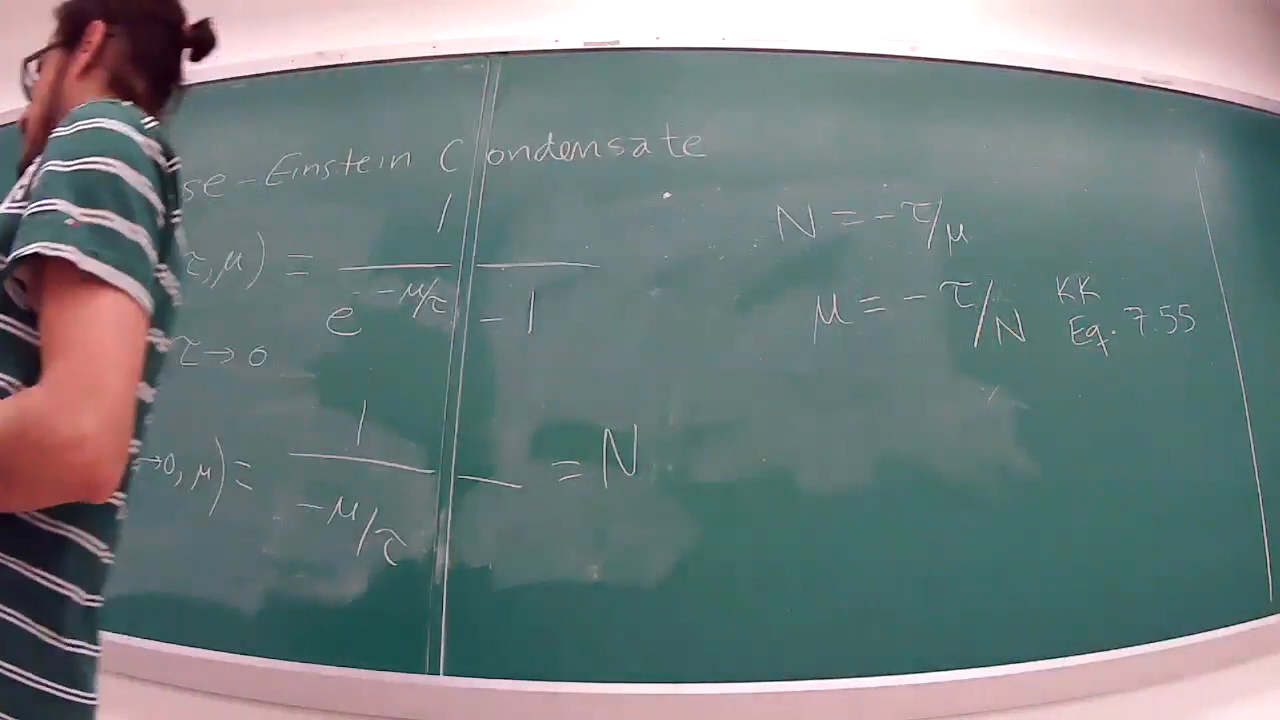 se-Einstein Condensate
τ, μ) = 1 / (e^(-μ/τ) - 1)
τ → 0
→0, μ) = 1 / (-μ/τ) = N
N = - τ/μ
μ = - τ/N
KK
Eq. 7.55